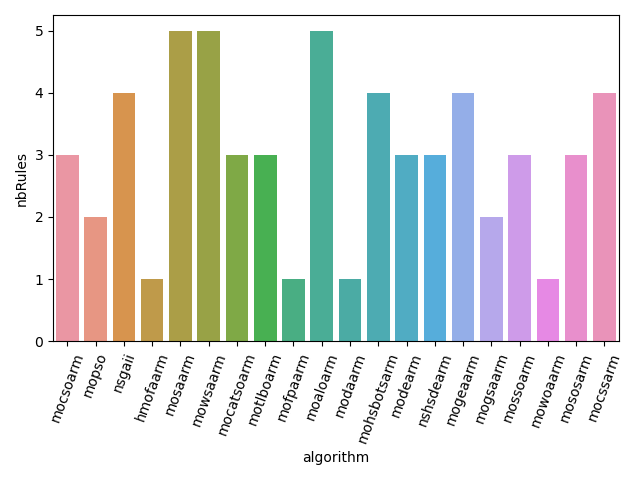 5
4
3
2
1
0
nbRules
mocsoarm
mopso
nsgaii
hmofaarm
mosaarm
mowsaarm
mocatsoarm
motlboarm
mofpaarm
moaloarm
modaarm
mohsbotsarm
modearm
nshsdearm
mogeaarm
mogsaarm
mossoarm
mowoaarm
mososarm
mocssarm
algorithm